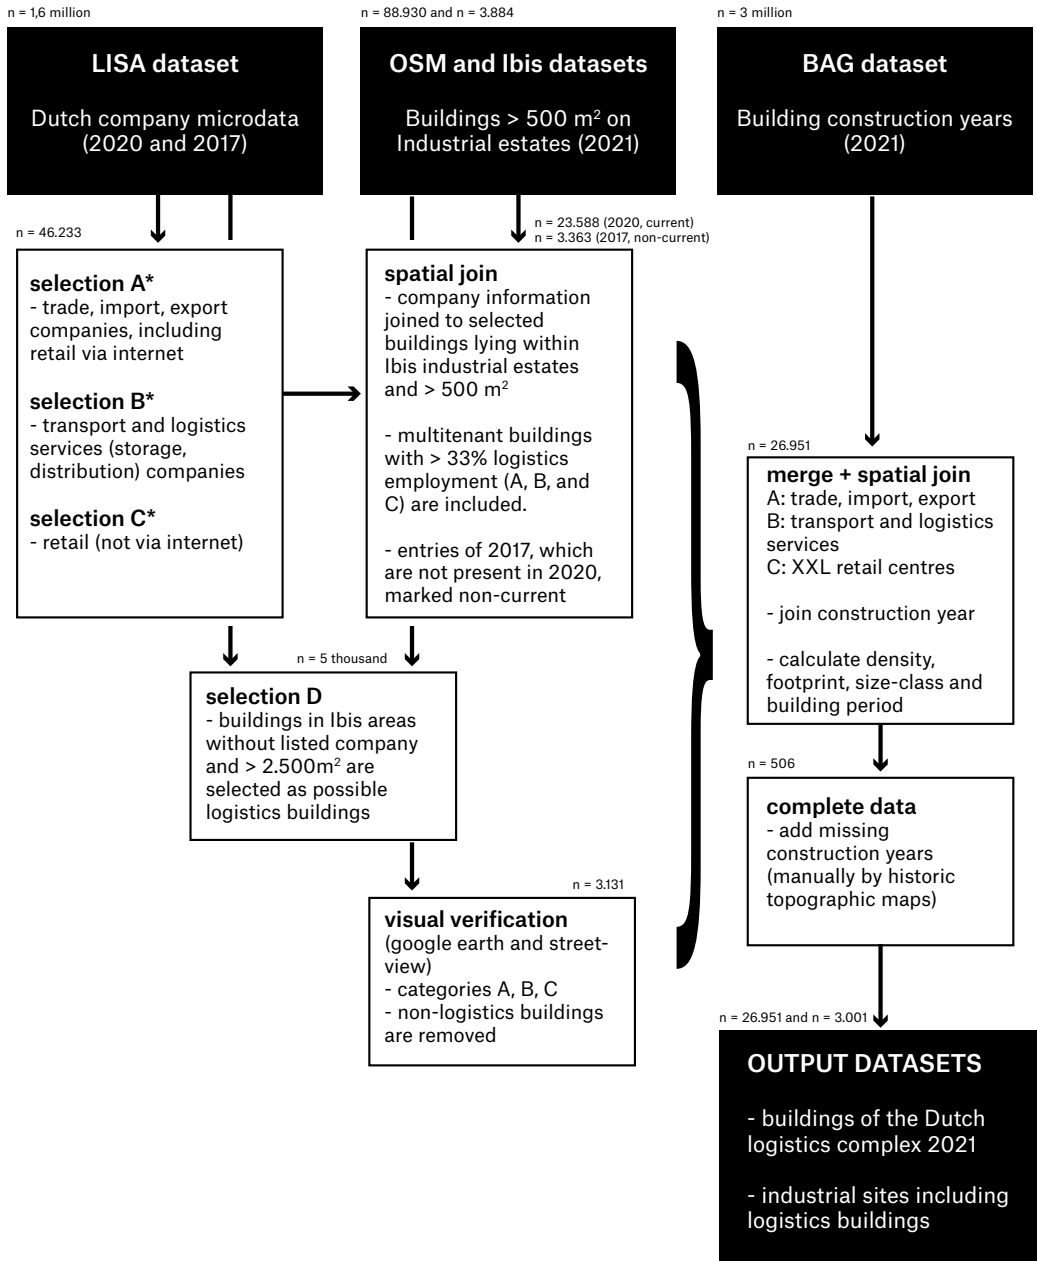 n = 1,6 million
LISA dataset
Dutch company microdata
(2020 and 2017)
n = 88.930 and n = 3.884
OSM and Ibis datasets
Buildings > 500 m² on
Industrial estates (2021)
n = 3 million
BAG dataset
Building construction years
(2021)
n = 46.233
selection A*
- trade, import, export
companies, including
retail via internet
selection B*
- transport and logistics
services (storage,
distribution) companies
selection C*
- retail (not via internet)
n = 23.588 (2020, current)
n = 3.363 (2017, non-current)
spatial join
- company information
joined to selected
buildings lying within
Ibis industrial estates
and > 500 m²
- multitenant buildings
with > 33% logistics
employment (A, B, and
C) are included.
- entries of 2017, which
are not present in 2020,
marked non-current
n = 5 thousand
selection D
- buildings in Ibis areas
without listed company
and > 2.500m² are
selected as possible
logistics buildings
n = 3.131
visual verification
(google earth and street-
view)
- categories A, B, C
- non-logistics buildings
are removed
n = 26.951
merge + spatial join
A: trade, import, export
B: transport and logistics
services
C: XXL retail centres
- join construction year
- calculate density,
footprint, size-class and
building period
n = 506
complete data
- add missing
construction years
(manually by historic
topographic maps)
n = 26.951 and n = 3.001
OUTPUT DATASETS
- buildings of the Dutch
logistics complex 2021
- industrial sites including
logistics buildings